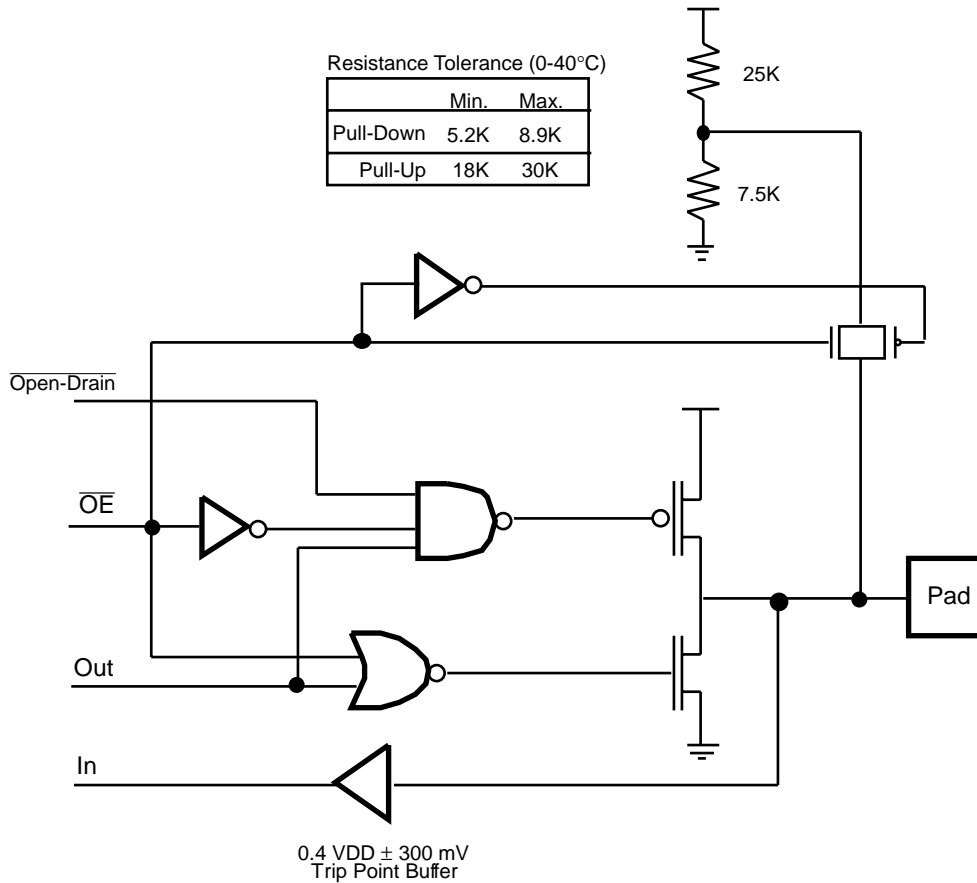 Resistance Tolerance (0-40°C)
Min. Max.
Pull-Down 5.2K 8.9K
Pull-Up 18K 30K
25K
7.5K
Open-Drain
OE
Out
In
Pad
0.4 VDD ± 300 mV
Trip Point Buffer